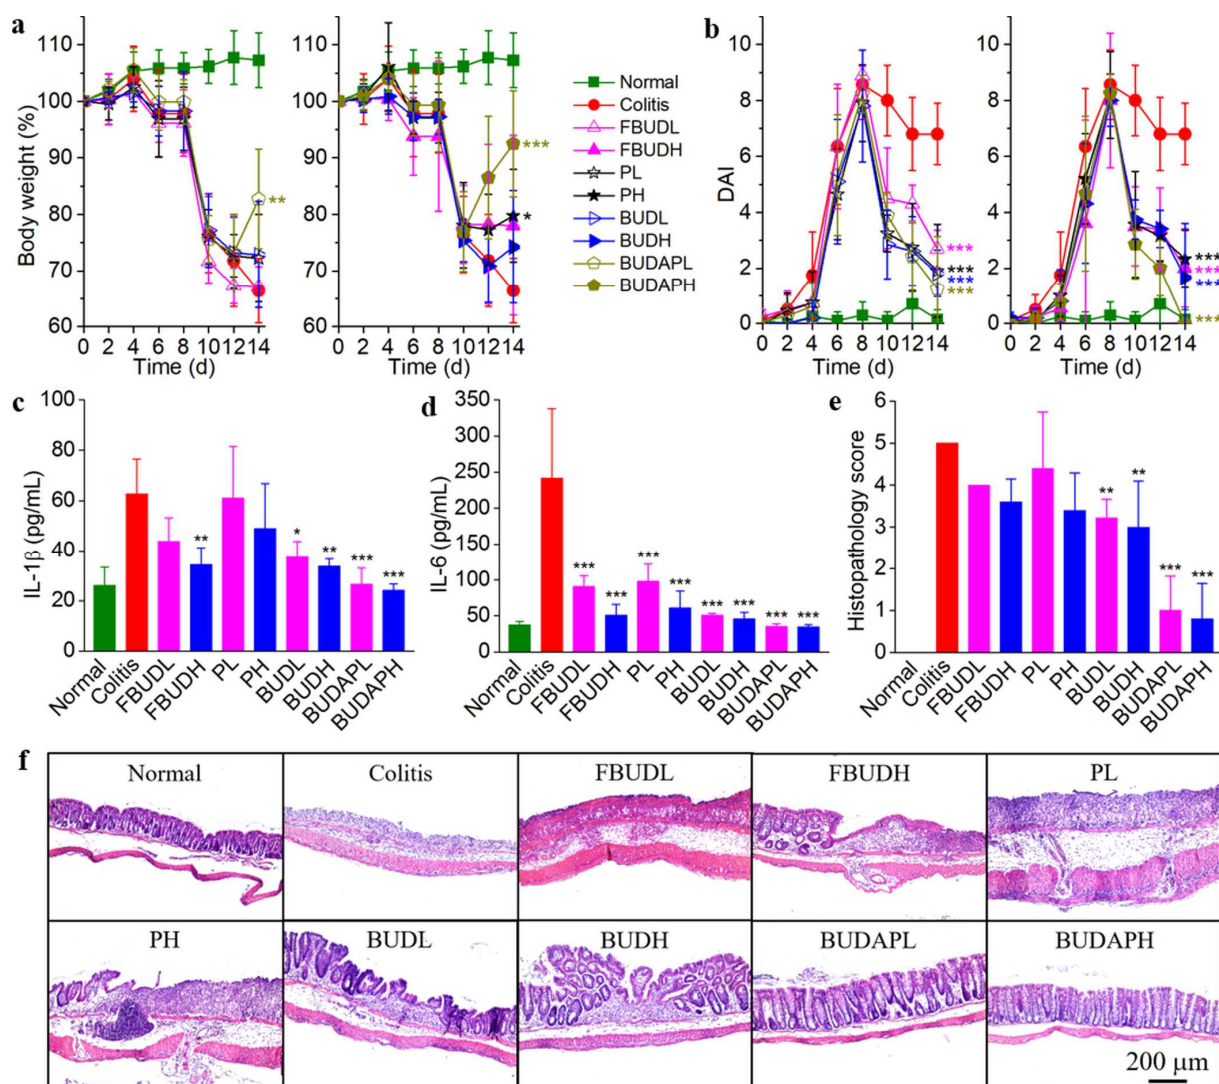 a
Body weight (%)
110
100
90
80
70
60
0 2 4 6 8 10 12 14
Time (d)
**
110
100
90
80
70
60
0 2 4 6 8 10 12 14
Time (d)
***
*
Normal
Colitis
FBUDL
FBUDH
PL
PH
BUDL
BUDH
BUDAPL
BUDAPH
b
DAI
10
8
6
4
2
0
0 2 4 6 8 10 12 14
Time (d)
***
***
***
***
10
8
6
4
2
0
0 2 4 6 8 10 12 14
Time (d)
***
***
***
***
c
IL-1β (pg/mL)
100
80
60
40
20
0
** * ** *** ***
Normal Colitis FBUDL FBUDH PL PH BUDL BUDH BUDAPL BUDAPH
d
IL-6 (pg/mL)
350
300
250
200
150
100
50
0
*** *** *** *** *** *** *** ***
Normal Colitis FBUDL FBUDH PL PH BUDL BUDH BUDAPL BUDAPH
e
Histopathology score
6
5
4
3
2
1
0
** ** *** ***
Normal Colitis FBUDL FBUDH PL PH BUDL BUDH BUDAPL BUDAPH
f
Normal Colitis FBUDL FBUDH PL
PH BUDL BUDH BUDAPL BUDAPH
200 μm